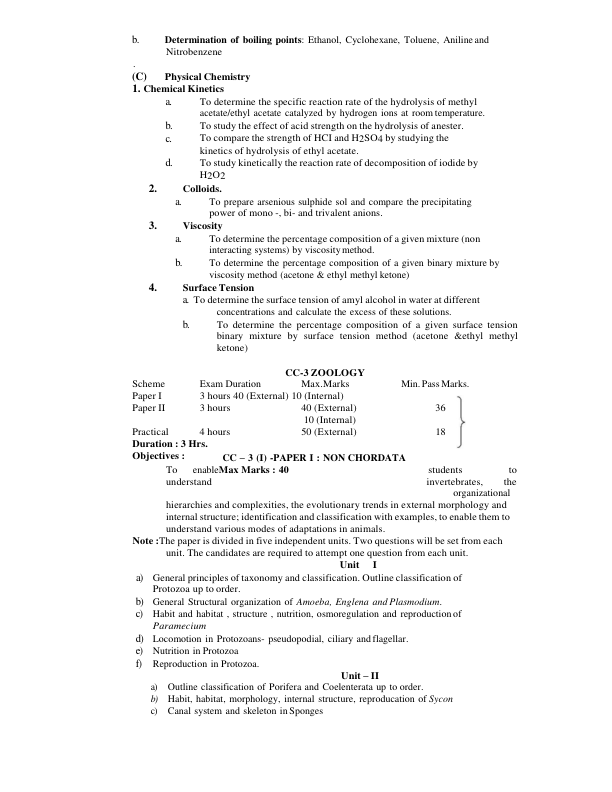 b. Determination of boiling points: Ethanol, Cyclohexane, Toluene, Aniline and
Nitrobenzene
.
(C) Physical Chemistry
1. Chemical Kinetics
a. To determine the specific reaction rate of the hydrolysis of methyl
acetate/ethyl acetate catalyzed by hydrogen ions at room temperature.
b. To study the effect of acid strength on the hydrolysis of anester.
c. To compare the strength of HCI and H2SO4 by studying the
kinetics of hydrolysis of ethyl acetate.
d. To study kinetically the reaction rate of decomposition of iodide by
H2O2
2. Colloids.
a. To prepare arsenious sulphide sol and compare the precipitating
power of mono -, bi- and trivalent anions.
3. Viscosity
a. To determine the percentage composition of a given mixture (non
interacting systems) by viscosity method.
b. To determine the percentage composition of a given binary mixture by
viscosity method (acetone & ethyl methyl ketone)
4. Surface Tension
a. To determine the surface tension of amyl alcohol in water at different
concentrations and calculate the excess of these solutions.
b. To determine the percentage composition of a given surface tension
binary mixture by surface tension method (acetone &ethyl methyl
ketone)
CC-3 ZOOLOGY
Scheme Exam Duration Max.Marks Min. Pass Marks.
Paper I 3 hours 40 (External) 10 (Internal)
Paper II 3 hours 40 (External) 36
10 (Internal)
Practical 4 hours 50 (External) 18
Duration : 3 Hrs.
Objectives : CC – 3 (I) -PAPER I : NON CHORDATA
To enable Max Marks : 40 students to
understand invertebrates, the
organizational
hierarchies and complexities, the evolutionary trends in external morphology and
internal structure; identification and classification with examples, to enable them to
understand various modes of adaptations in animals.
Note :The paper is divided in five independent units. Two questions will be set from each
unit. The candidates are required to attempt one question from each unit.
Unit I
a) General principles of taxonomy and classification. Outline classification of
Protozoa up to order.
b) General Structural organization of Amoeba, Englena and Plasmodium.
c) Habit and habitat , structure , nutrition, osmoregulation and reproduction of
Paramecium
d) Locomotion in Protozoans- pseudopodial, ciliary and flagellar.
e) Nutrition in Protozoa
f) Reproduction in Protozoa.
Unit – II
a) Outline classification of Porifera and Coelenterata up to order.
b) Habit, habitat, morphology, internal structure, reproducation of Sycon
c) Canal system and skeleton in Sponges